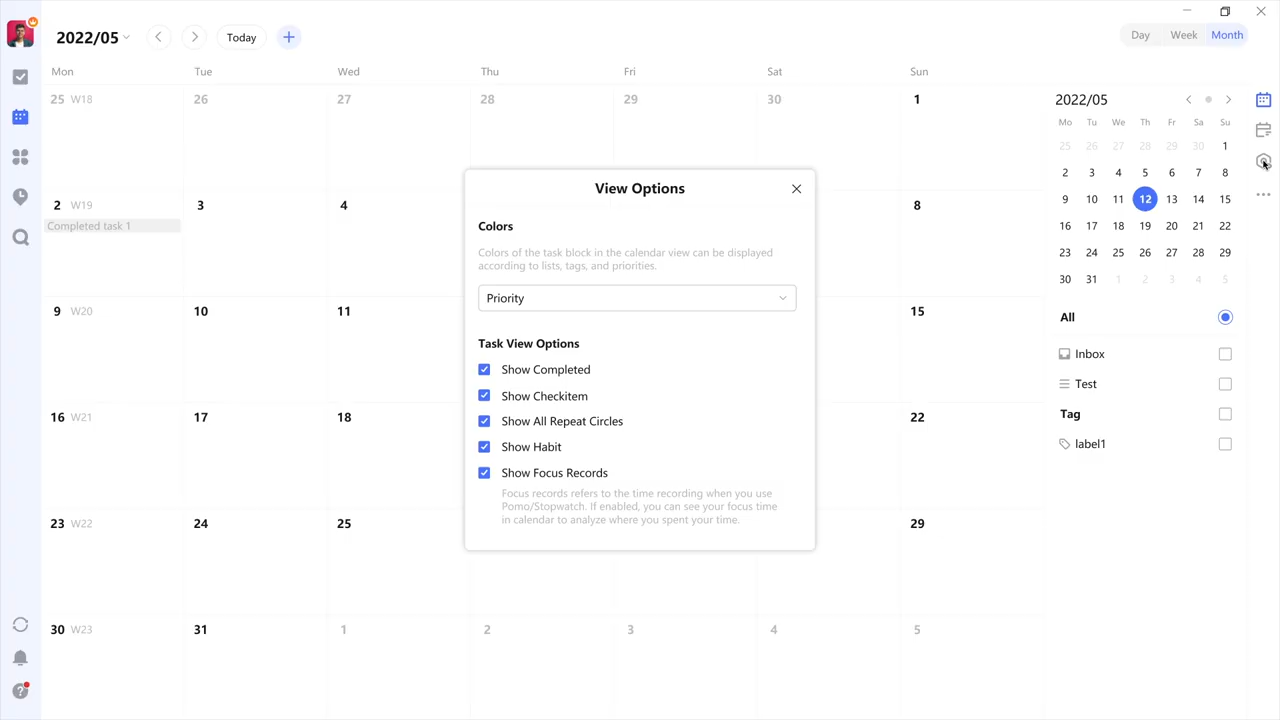 2022/05
Today
Day Week Month
Mon Tue Wed Thu Fri Sat Sun
25 W18 26 27 28 29 30 1
2 W19 3 4 8
Completed task 1
9 W20 10 11 15
16 W21 17 18 22
23 W22 24 25 29
30 W23 31 1 2 3 4 5
View Options
Colors
Colors of the task block in the calendar view can be displayed
according to lists, tags, and priorities.
Priority
Task View Options
Show Completed
Show Checkitem
Show All Repeat Circles
Show Habit
Show Focus Records
Focus records refers to the time recording when you use
Pomo/Stopwatch. If enabled, you can see your focus time
in calendar to analyze where you spent your time.
2022/05
Mo Tu We Th Fr Sa Su
25 26 27 28 29 30 1
2 3 4 5 6 7 8
9 10 11 12 13 14 15
16 17 18 19 20 21 22
23 24 25 26 27 28 29
30 31 1 2 3 4 5
All
Inbox
Test
Tag
label1